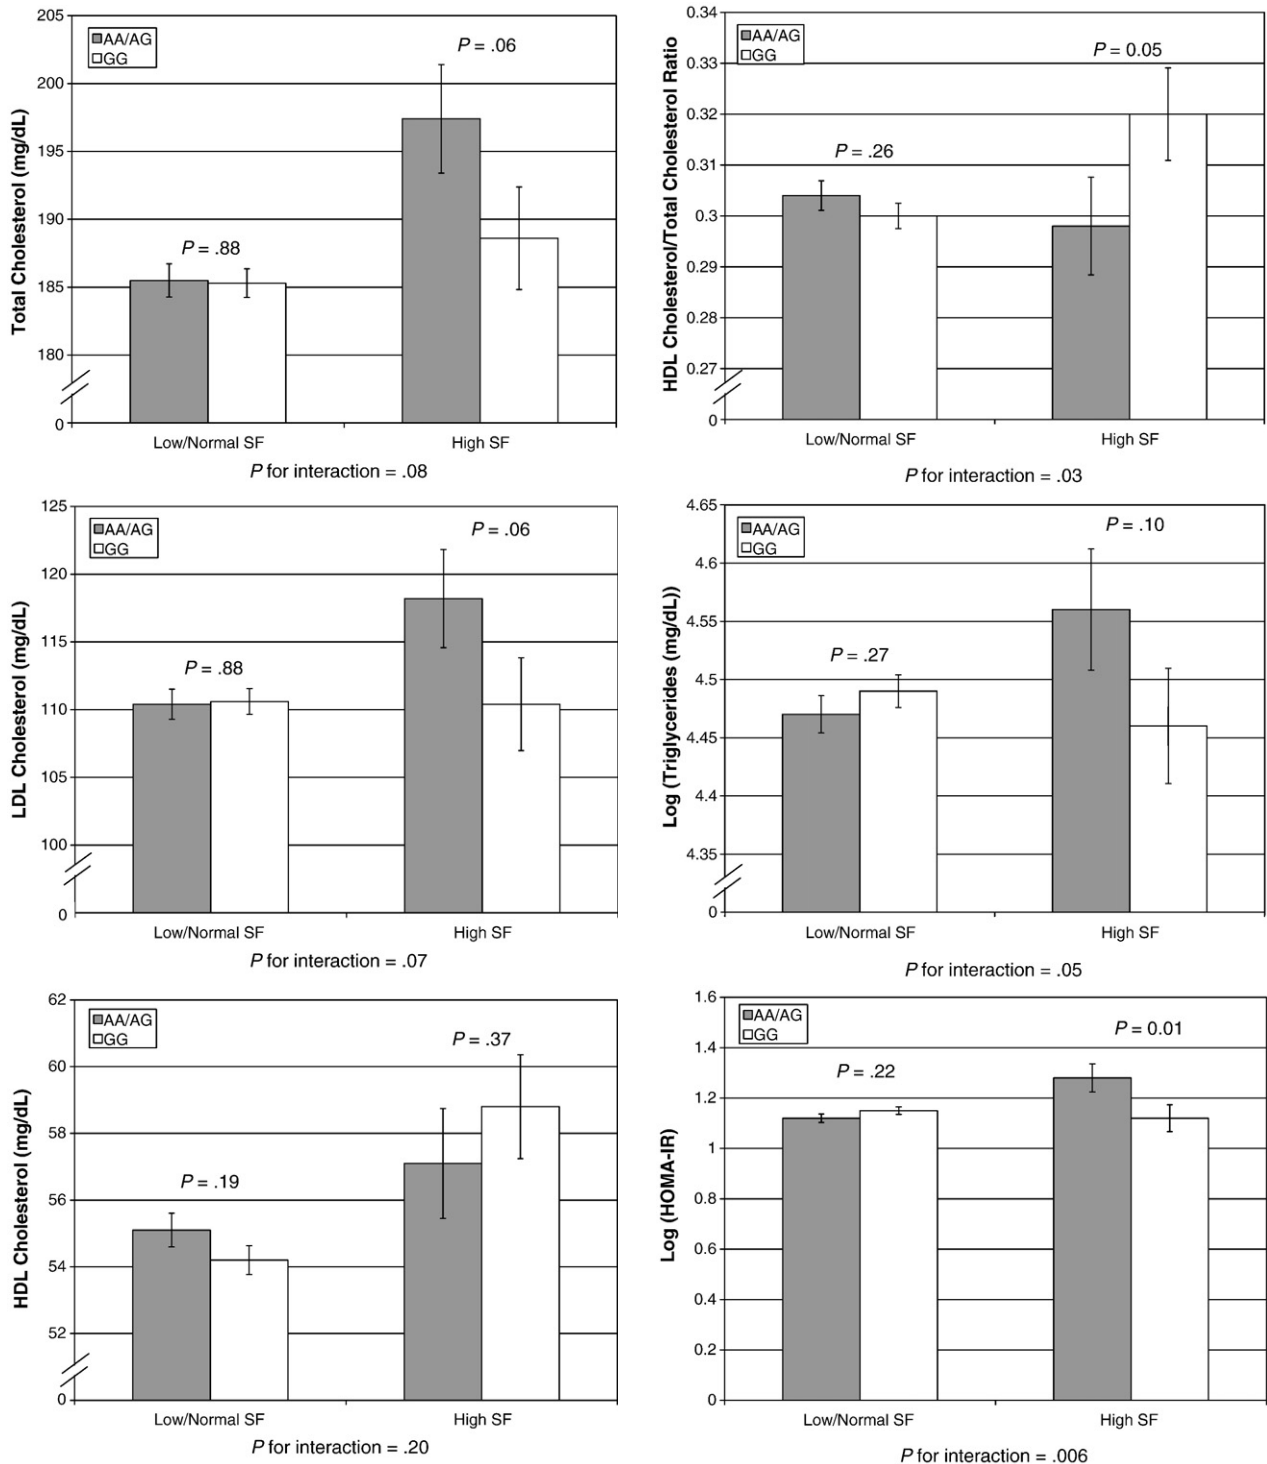 Total Cholesterol (mg/dL)
205
200
195
190
185
180
0
AA/AG
GG
P = .88
P = .06
Low/Normal SF
High SF
P for interaction = .08
HDL Cholesterol/Total Cholesterol Ratio
0.34
0.33
0.32
0.31
0.3
0.29
0.28
0.27
0
AA/AG
GG
P = .26
P = 0.05
Low/Normal SF
High SF
P for interaction = .03
LDL Cholesterol (mg/dL)
125
120
115
110
105
100
0
AA/AG
GG
P = .88
P = .06
Low/Normal SF
High SF
P for interaction = .07
Log (Triglycerides (mg/dL))
4.65
4.6
4.55
4.5
4.45
4.4
4.35
0
AA/AG
GG
P = .27
P = .10
Low/Normal SF
High SF
P for interaction = .05
HDL Cholesterol (mg/dL)
62
60
58
56
54
52
0
AA/AG
GG
P = .19
P = .37
Low/Normal SF
High SF
P for interaction = .20
Log (HOMA-IR)
1.6
1.4
1.2
1
0.8
0.6
0.4
0.2
0
AA/AG
GG
P = .22
P = 0.01
Low/Normal SF
High SF
P for interaction = .006